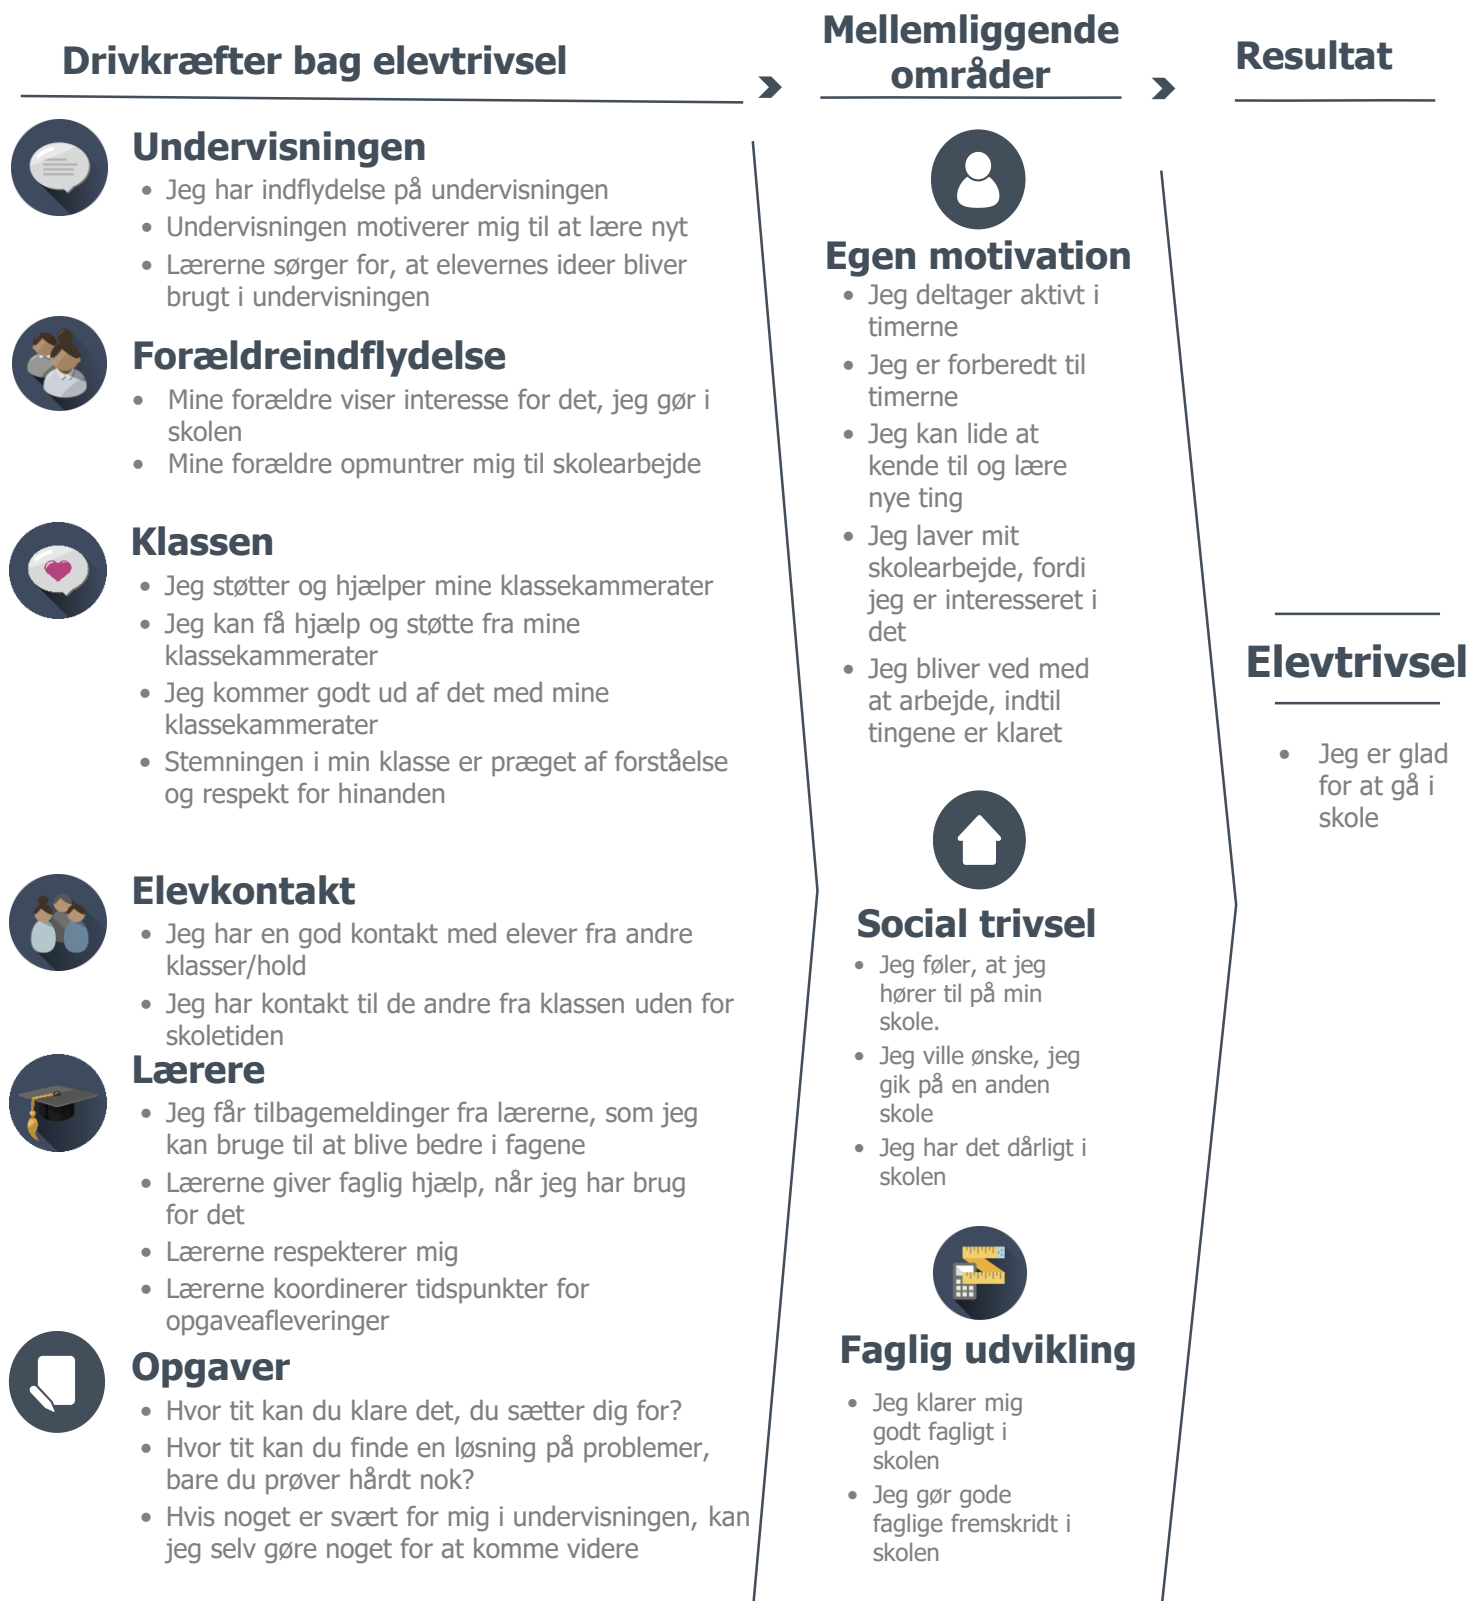 Drivkræfter bag elevtrivsel
Mellemliggende
områder
Resultat
Undervisningen
• Jeg har indflydelse på undervisningen
• Undervisningen motiverer mig til at lære nyt
• Lærerne sørger for, at elevernes ideer bliver
brugt i undervisningen
Forældreindflydelse
• Mine forældre viser interesse for det, jeg gør i
skolen
• Mine forældre opmuntrer mig til skolearbejde
Klassen
• Jeg støtter og hjælper mine klassekammerater
• Jeg kan få hjælp og støtte fra mine
klassekammerater
• Jeg kommer godt ud af det med mine
klassekammerater
• Stemningen i min klasse er præget af forståelse
og respekt for hinanden
Elevkontakt
• Jeg har en god kontakt med elever fra andre
klasser/hold
• Jeg har kontakt til de andre fra klassen uden for
skoletiden
Lærere
• Jeg får tilbagemeldinger fra lærerne, som jeg
kan bruge til at blive bedre i fagene
• Lærerne giver faglig hjælp, når jeg har brug
for det
• Lærerne respekterer mig
• Lærerne koordinerer tidspunkter for
opgaveafleveringer
Opgaver
• Hvor tit kan du klare det, du sætter dig for?
• Hvor tit kan du finde en løsning på problemer,
bare du prøver hårdt nok?
• Hvis noget er svært for mig i undervisningen, kan
jeg selv gøre noget for at komme videre
Egen motivation
• Jeg deltager aktivt i
timerne
• Jeg er forberedt til
timerne
• Jeg kan lide at
kende til og lære
nye ting
• Jeg laver mit
skolearbejde, fordi
jeg er interesseret i
det
• Jeg bliver ved med
at arbejde, indtil
tingene er klaret
Social trivsel
• Jeg føler, at jeg
hører til på min
skole.
• Jeg ville ønske, jeg
gik på en anden
skole
• Jeg har det dårligt i
skolen
Faglig udvikling
• Jeg klarer mig
godt fagligt i
skolen
• Jeg gør gode
faglige fremskridt i
skolen
Elevtrivsel
• Jeg er glad
for at gå i
skole